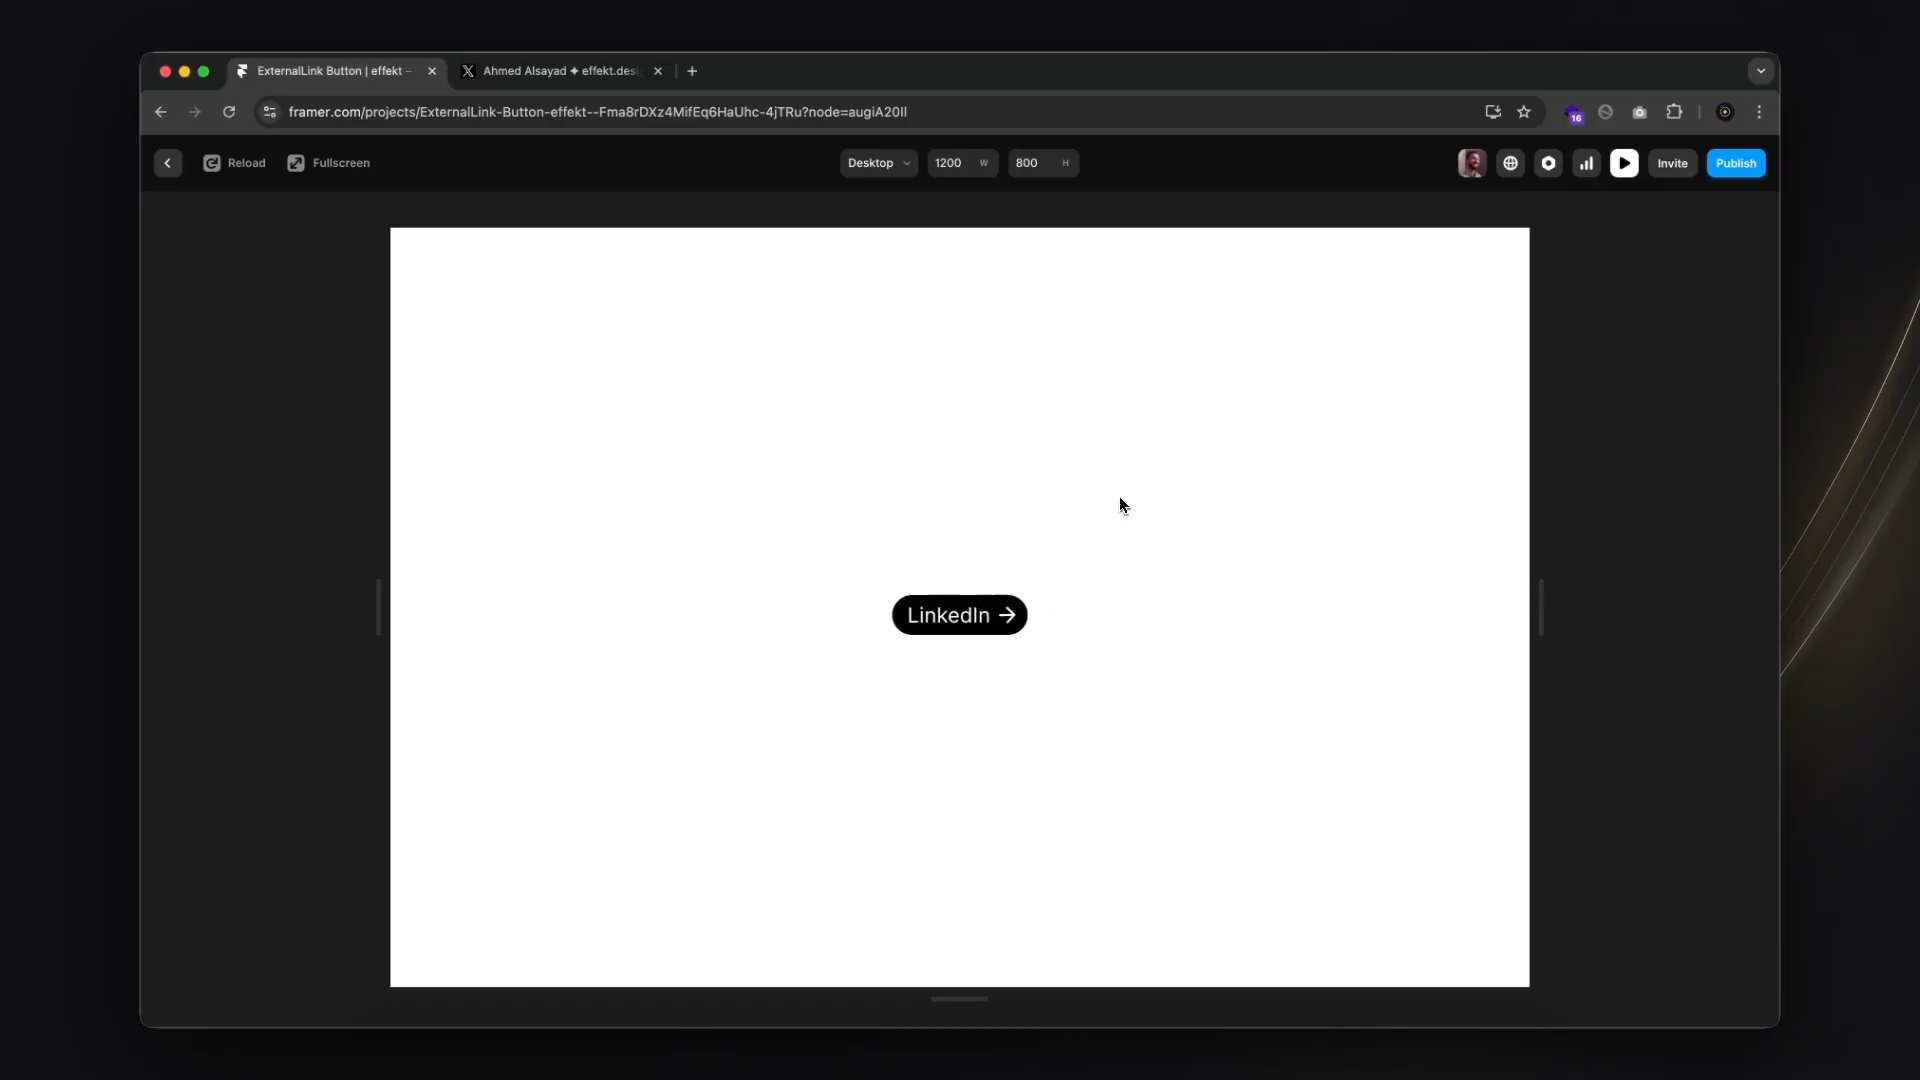 ExternalLink Button | effekt –
Ahmed Alsayad ✦ effekt.desi
framer.com/projects/ExternalLink-Button-effekt--Fma8rDXz4MifEq6HaUhc-4jTRu?node=augiA20Il
16
Reload
Fullscreen
Desktop
1200 W
800 H
Invite
Publish
LinkedIn →